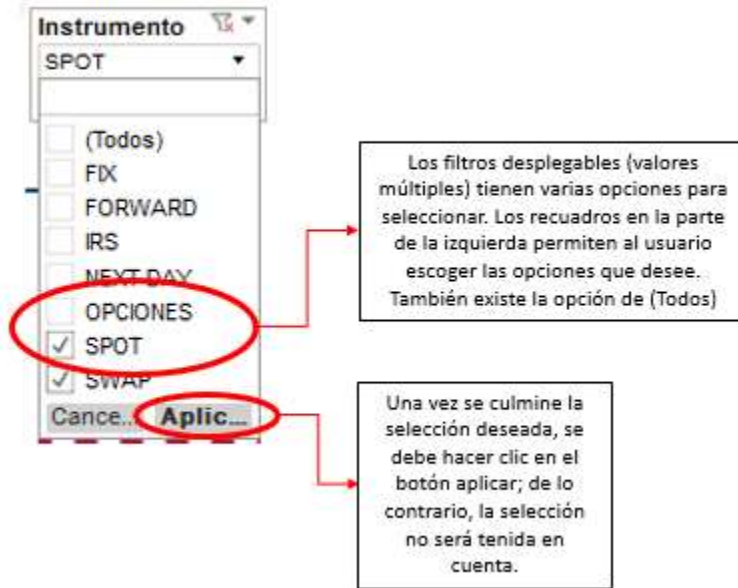 Instrumento
SPOT
(Todos)
FIX
FORWARD
IRS
NEXT DAY
OPCIONES
SPOT
SWAP
Cance... Aplic...
Los filtros desplegables (valores
múltiples) tienen varias opciones para
seleccionar. Los recuadros en la parte
de la izquierda permiten al usuario
escoger las opciones que desee.
También existe la opción de (Todos)
Una vez se culmine la
selección deseada, se
debe hacer clic en el
botón aplicar; de lo
contrario, la selección
no será tenida en
cuenta.